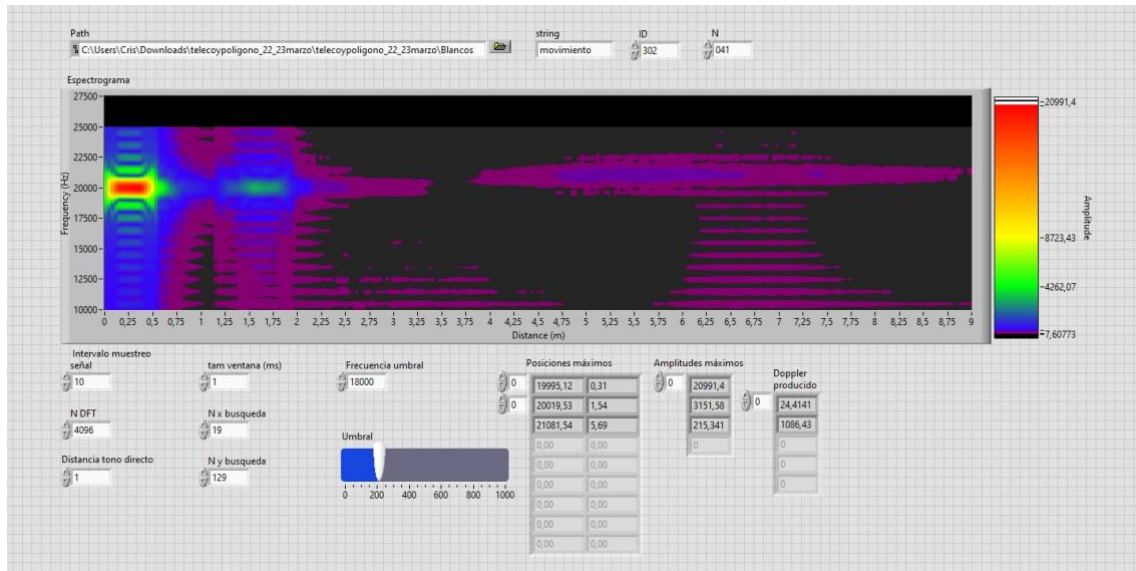 Path string ID N
C:\Users\Cris\Downloads\telecoypoligono_22_23marzo\telecoypoligono_22_23marzo\Blancos movimiento 302 041
Espectrograma
27500
25000
22500
20000
17500
15000
12500
10000
Frequency (Hz)
0 0,25 0,5 0,75 1 1,25 1,5 1,75 2 2,25 2,5 2,75 3 3,25 3,5 3,75 4 4,25 4,5 4,75 5 5,25 5,5 5,75 6 6,25 6,5 6,75 7 7,25 7,5 7,75 8 8,25 8,5 9
Distance (m)
20991,4
8723,43
4262,07
7,60773
Amplitude
Intervalo muestreo
señal
10
tam ventana (ms)
1
Frecuencia umbral
18000
N DFT
4096
N x busqueda
19
Distancia tono directo
1
N y busqueda
129
Umbral
0 200 400 600 800 1000
Posiciones máximos
0
0
19995,12 0,31
20019,53 1,54
21081,54 5,69
0,00 0,00
0,00 0,00
0,00 0,00
0,00 0,00
0,00 0,00
0,00 0,00
Amplitudes máximos
0
20991,4
3151,58
215,341
0
Doppler
producido
0
24,4141
1086,43
0
0
0